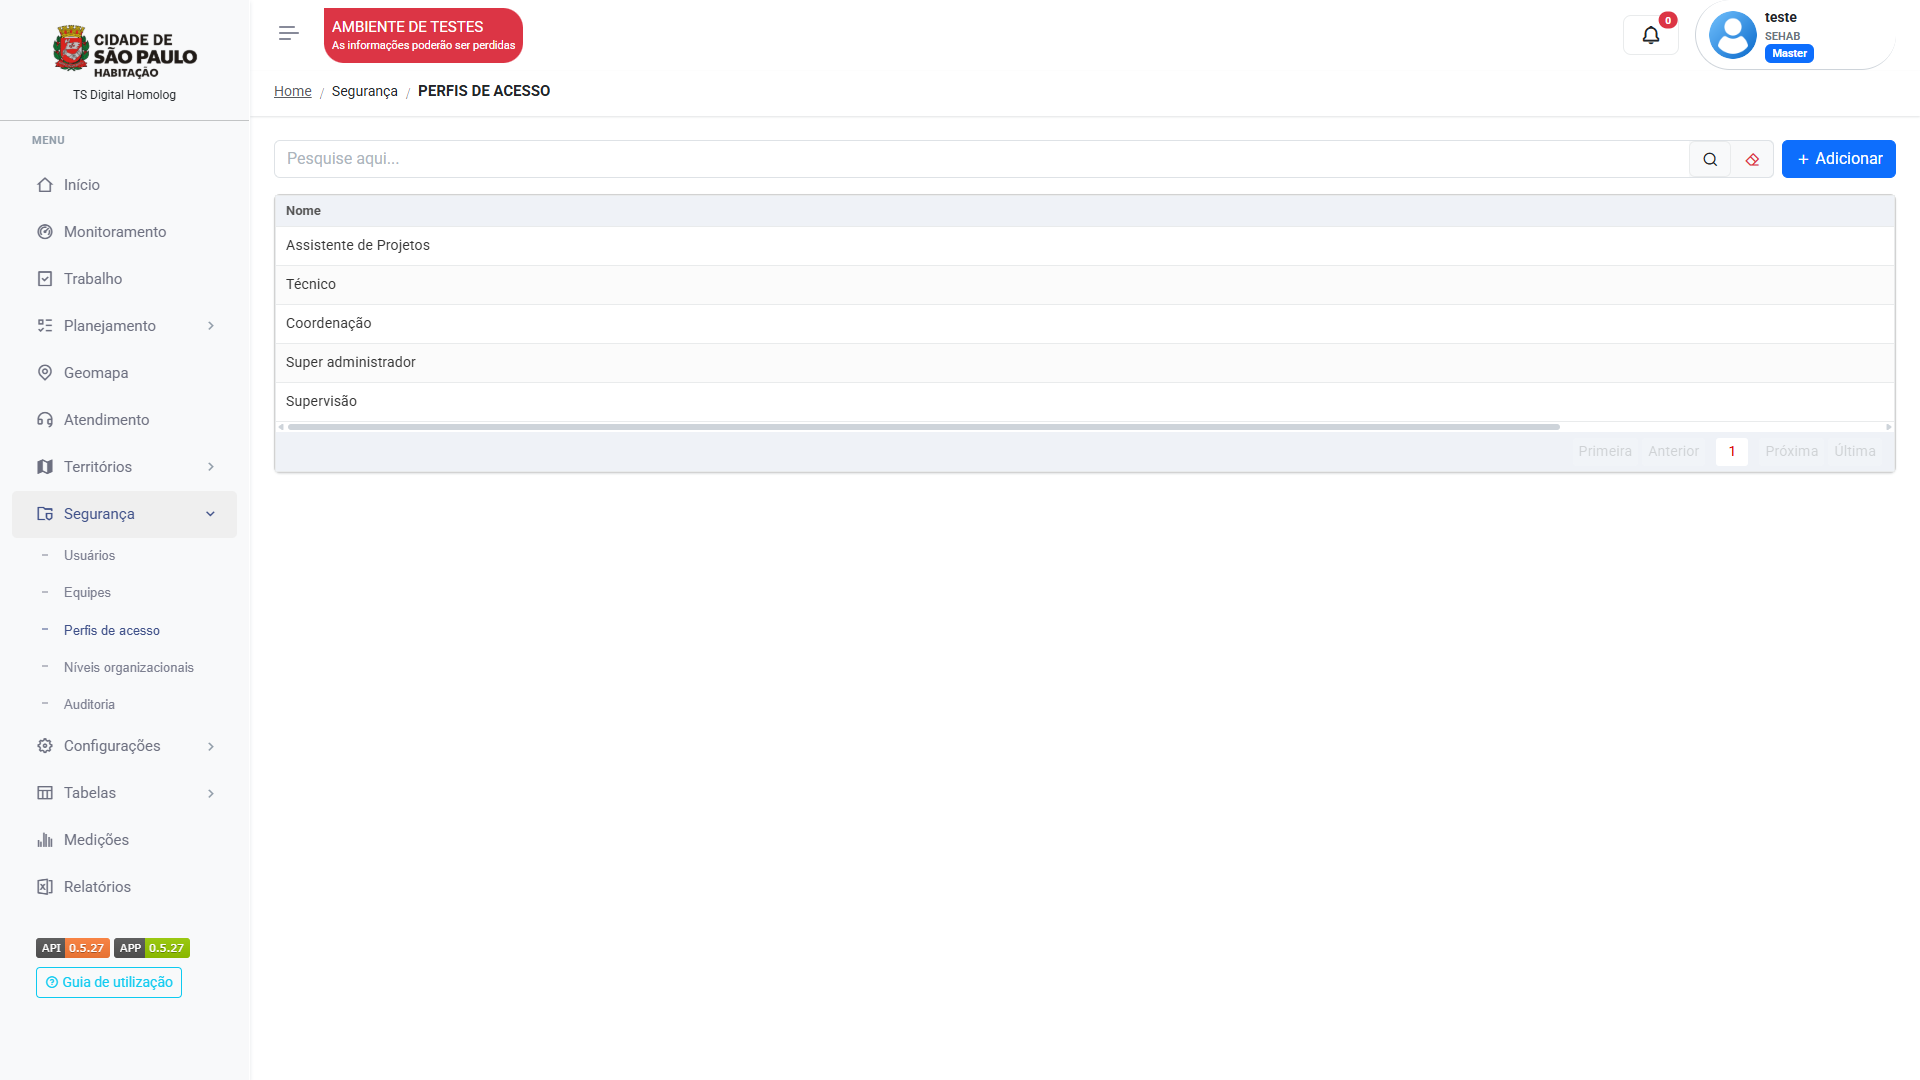 CIDADE DE
SÃO PAULO
HABITAÇÃO
TS Digital Homolog
MENU
Início
Monitoramento
Trabalho
Planejamento
Geomapa
Atendimento
Territórios
Segurança
Usuários
Equipes
Perfis de acesso
Níveis organizacionais
Auditoria
Configurações
Tabelas
Medições
Relatórios
API 0.5.27 APP 0.5.27
Guia de utilização
AMBIENTE DE TESTES
As informações poderão ser perdidas
0
teste
SEHAB
Master
Home / Segurança / PERFIS DE ACESSO
Pesquise aqui...
+ Adicionar
Nome
Assistente de Projetos
Técnico
Coordenação
Super administrador
Supervisão
Primeira Anterior 1 Próxima Última